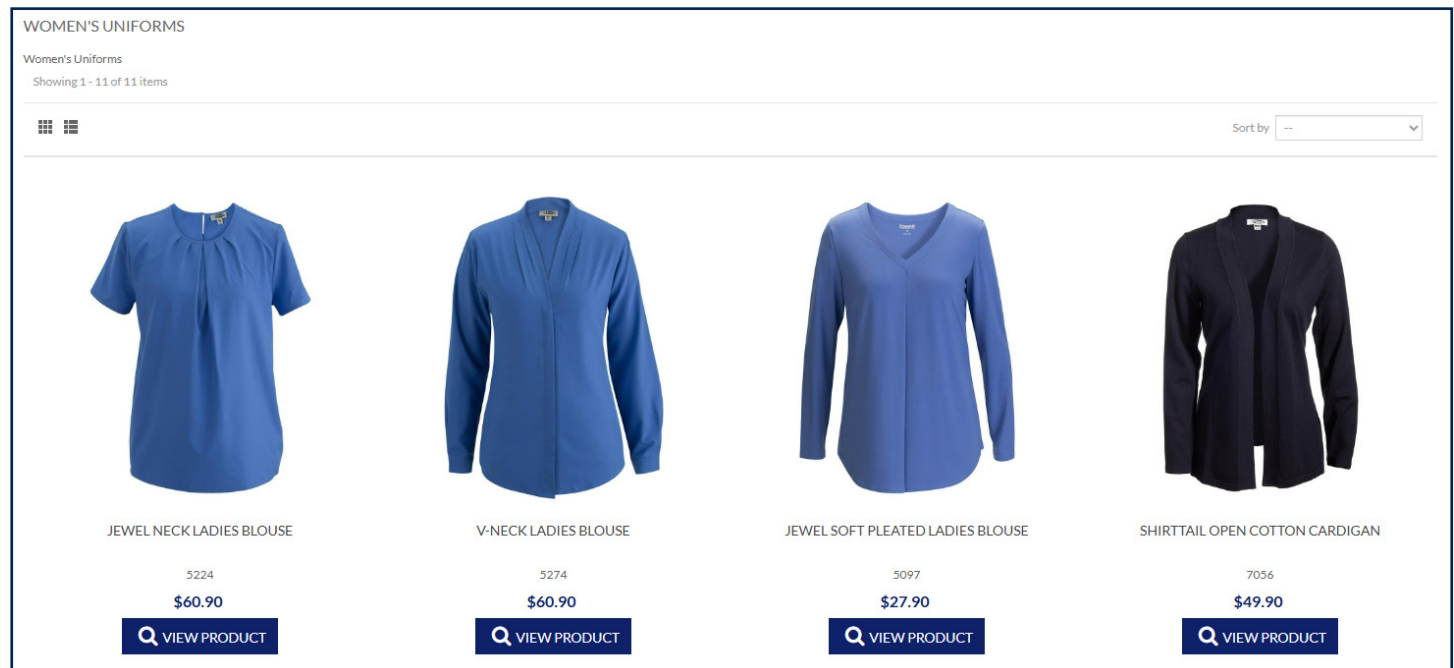 WOMEN'S UNIFORMS
Women's Uniforms
Showing 1 - 11 of 11 items
Sort by --
JEWEL NECK LADIES BLOUSE
V-NECK LADIES BLOUSE
JEWEL SOFT PLEATED LADIES BLOUSE
SHIRTTAIL OPEN COTTON CARDIGAN
5224
5274
5097
7056
$60.90
$60.90
$27.90
$49.90
VIEW PRODUCT
VIEW PRODUCT
VIEW PRODUCT
VIEW PRODUCT